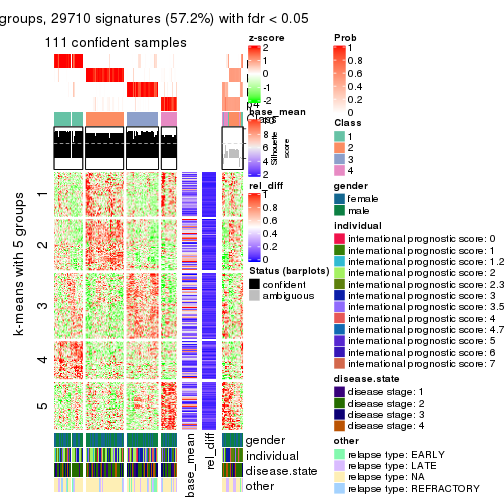 groups, 29710 signatures (57.2%) with fdr < 0.05
111 confident samples
z-score
2
1
0
-1
-2
Prob
1
0.8
0.6
0.4
0.2
0
Class
base_mean
10
8
6
4
2
Silhouette
score
Class
1
2
3
4
k-means with 5 groups
1
2
3
4
5
rel_diff
1
0.8
0.6
0.4
0.2
0
Status (barplots)
confident
ambiguous
gender
female
male
individual
international prognostic score: 0
international prognostic score: 1
international prognostic score: 1.2
international prognostic score: 2
international prognostic score: 2.3
international prognostic score: 3
international prognostic score: 3.5
international prognostic score: 4
international prognostic score: 4.7
international prognostic score: 5
international prognostic score: 6
international prognostic score: 7
disease.state
disease stage: 1
disease stage: 2
disease stage: 3
disease stage: 4
other
relapse type: EARLY
relapse type: LATE
relapse type: NA
relapse type: REFRACTORY
base_mean
rel_diff
gender
individual
disease.state
other